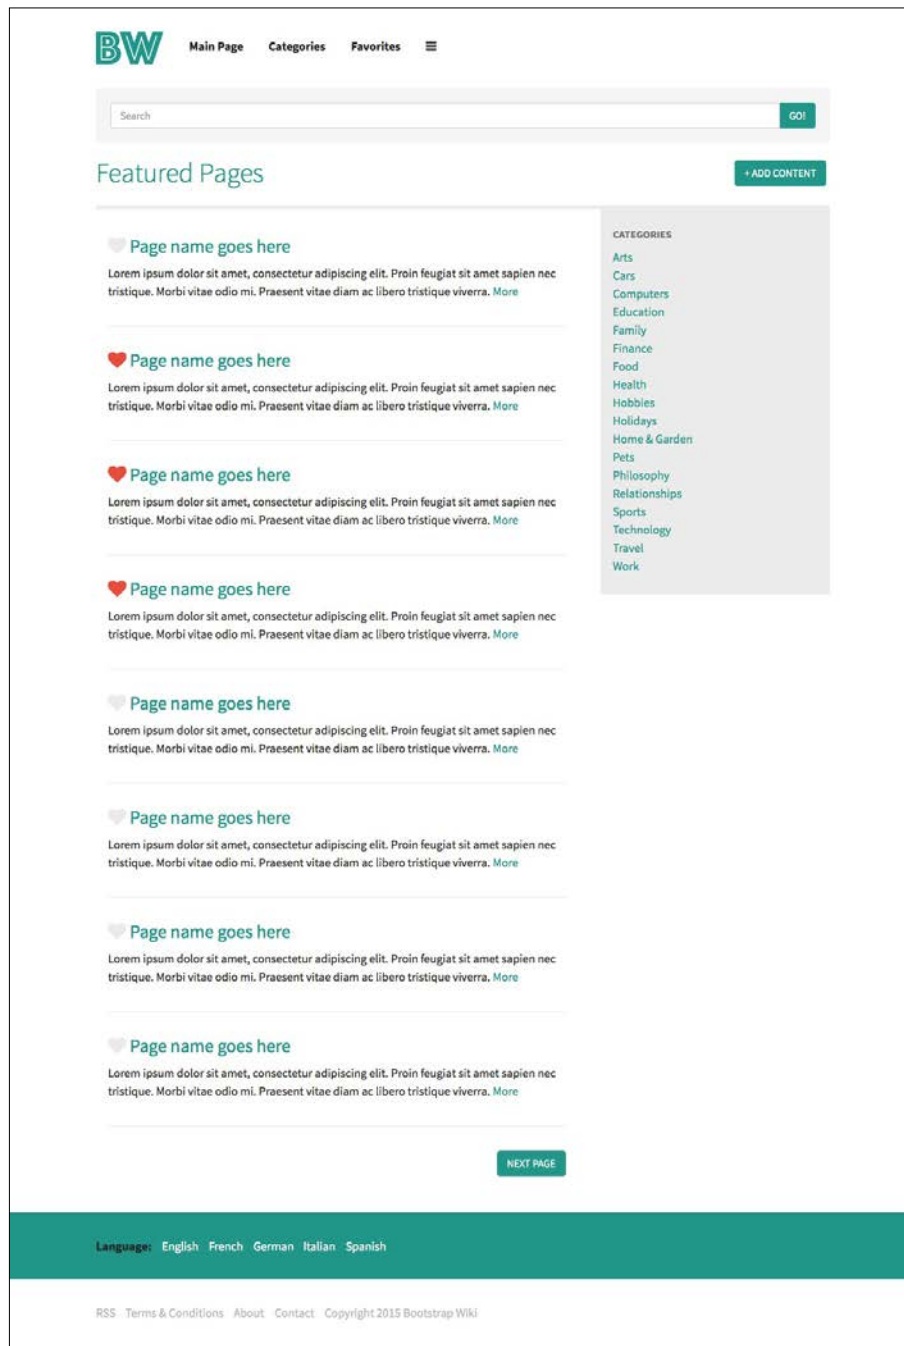 BW
Main Page Categories Favorites
Search
GO!
Featured Pages
+ ADD CONTENT
Page name goes here
Lorem ipsum dolor sit amet, consectetur adipiscing elit. Proin feugiat sit amet sapien nec
tristique. Morbi vitae odio mi. Praesent vitae diam ac libero tristique viverra. More
Page name goes here
Lorem ipsum dolor sit amet, consectetur adipiscing elit. Proin feugiat sit amet sapien nec
tristique. Morbi vitae odio mi. Praesent vitae diam ac libero tristique viverra. More
Page name goes here
Lorem ipsum dolor sit amet, consectetur adipiscing elit. Proin feugiat sit amet sapien nec
tristique. Morbi vitae odio mi. Praesent vitae diam ac libero tristique viverra. More
Page name goes here
Lorem ipsum dolor sit amet, consectetur adipiscing elit. Proin feugiat sit amet sapien nec
tristique. Morbi vitae odio mi. Praesent vitae diam ac libero tristique viverra. More
Page name goes here
Lorem ipsum dolor sit amet, consectetur adipiscing elit. Proin feugiat sit amet sapien nec
tristique. Morbi vitae odio mi. Praesent vitae diam ac libero tristique viverra. More
Page name goes here
Lorem ipsum dolor sit amet, consectetur adipiscing elit. Proin feugiat sit amet sapien nec
tristique. Morbi vitae odio mi. Praesent vitae diam ac libero tristique viverra. More
Page name goes here
Lorem ipsum dolor sit amet, consectetur adipiscing elit. Proin feugiat sit amet sapien nec
tristique. Morbi vitae odio mi. Praesent vitae diam ac libero tristique viverra. More
Page name goes here
Lorem ipsum dolor sit amet, consectetur adipiscing elit. Proin feugiat sit amet sapien nec
tristique. Morbi vitae odio mi. Praesent vitae diam ac libero tristique viverra. More
NEXT PAGE
CATEGORIES
Arts
Cars
Computers
Education
Family
Finance
Food
Health
Hobbies
Holidays
Home & Garden
Pets
Philosophy
Relationships
Sports
Technology
Travel
Work
Language: English French German Italian Spanish
RSS Terms & Conditions About Contact Copyright 2015 Bootstrap Wiki